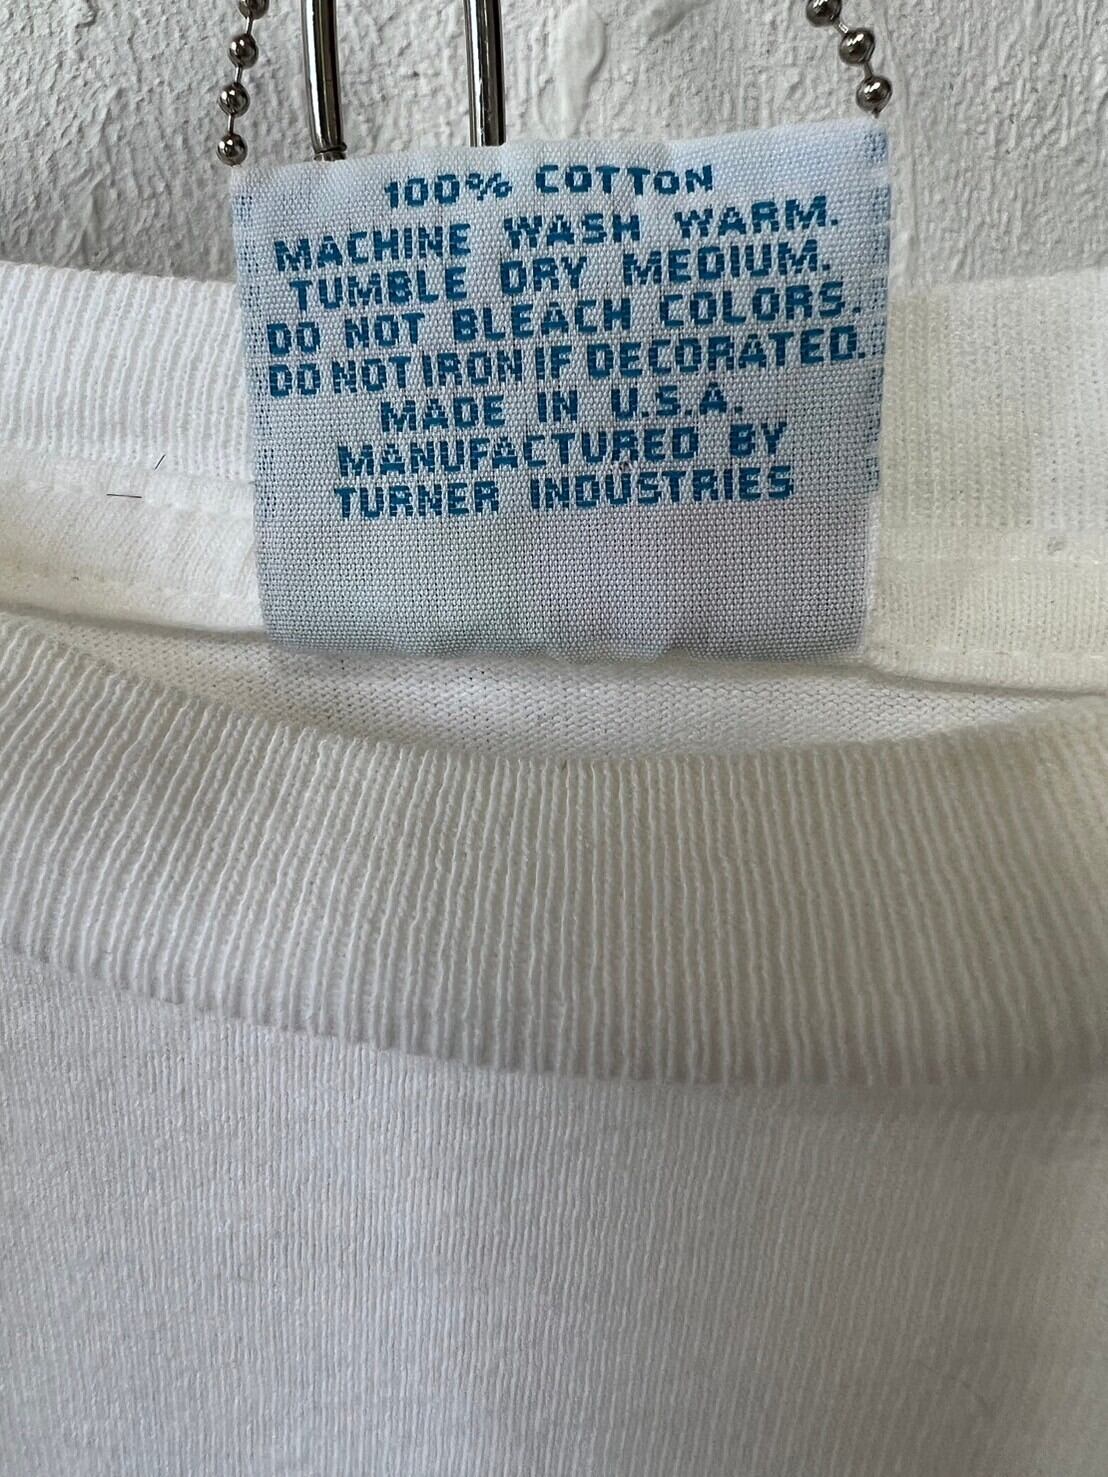 100% COTTON
MACHINE WASH WARM.
TUMBLE DRY MEDIUM.
DO NOT BLEACH COLORS.
DO NOT IRON IF DECORATED.
MADE IN U.S.A.
MANUFACTURED BY
TURNER INDUSTRIES